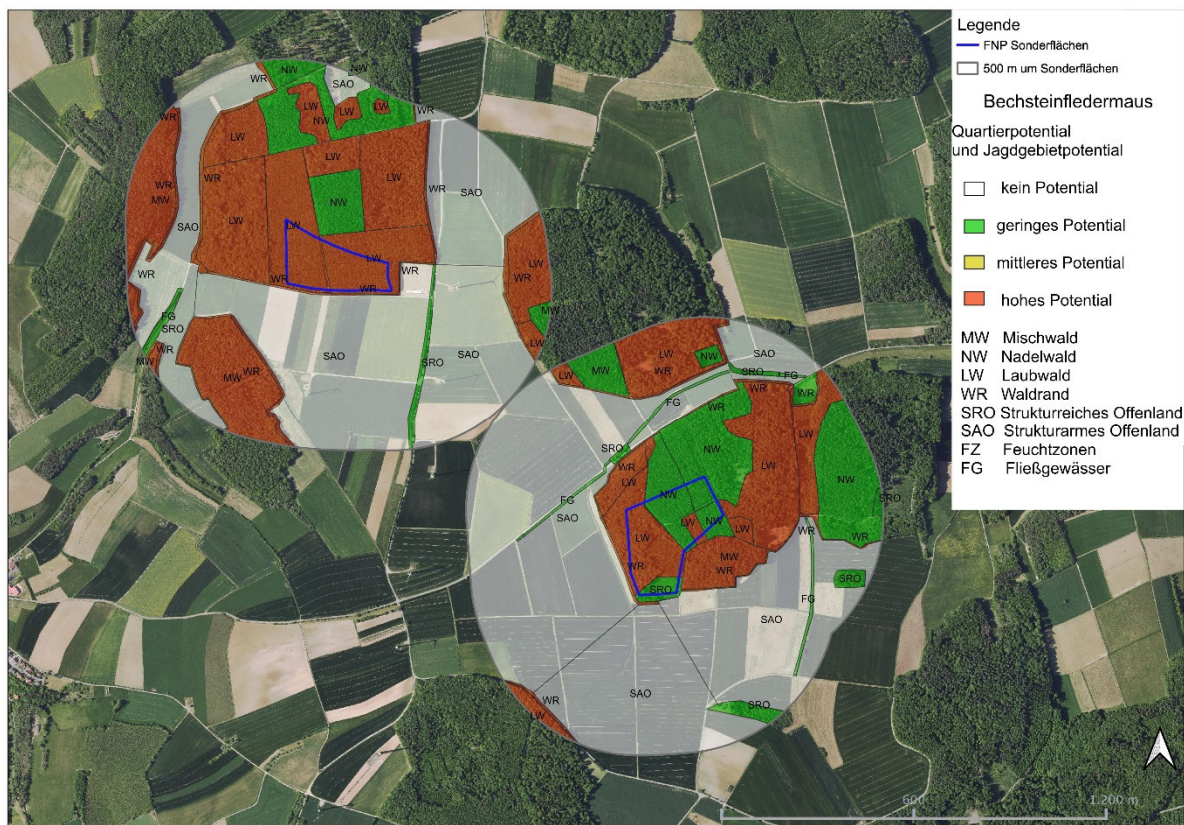 Legende
FNP Sonderflächen
500 m um Sonderflächen
Bechsteinfledermaus
Quartierpotential
und Jagdgebietpotential
kein Potential
geringes Potential
mittleres Potential
hohes Potential
MW Mischwald
NW Nadelwald
LW Laubwald
WR Waldrand
SRO Strukturreiches Offenland
SAO Strukturarmes Offenland
FZ Feuchtzonen
FG Fließgewässer
WR NW NW
SAO
LW LW LW WR
LW NW
LW
WR WR LW WR SAO
MW NW
LW
SAO LW
LW LW
WR WR WR WR LW
FG MW
SRO
MW WR SAO SRO SAO LW
MW WR
LW NW SAO
LW MW WR SRO FG
FG WR WR
SRO NW LW LW
WR
LW
FG NW NW
SAO LW LW NW LW WR SRO
WR MW WR
WR
SRO SRO
FG
SAO
WR SAO
LW SRO
600 1.200 m